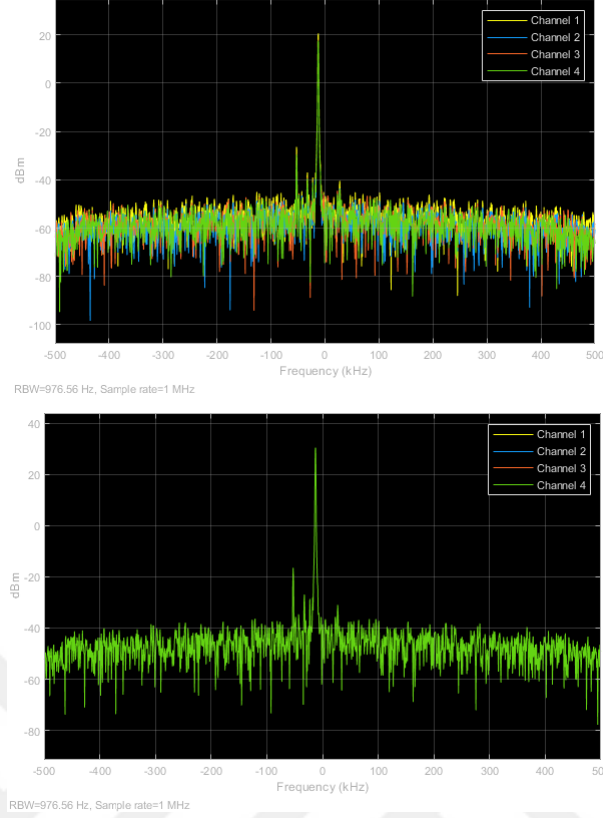 Channel 1
Channel 2
Channel 3
Channel 4
20
0
-20
-40
-60
-80
-100
dBm
-500 -400 -300 -200 -100 0 100 200 300 400 500
Frequency (kHz)
RBW=976.56 Hz, Sample rate=1 MHz
Channel 1
Channel 2
Channel 3
Channel 4
40
20
0
-20
-40
-60
-80
dBm
-500 -400 -300 -200 -100 0 100 200 300 400 500
Frequency (kHz)
RBW=976.56 Hz, Sample rate=1 MHz